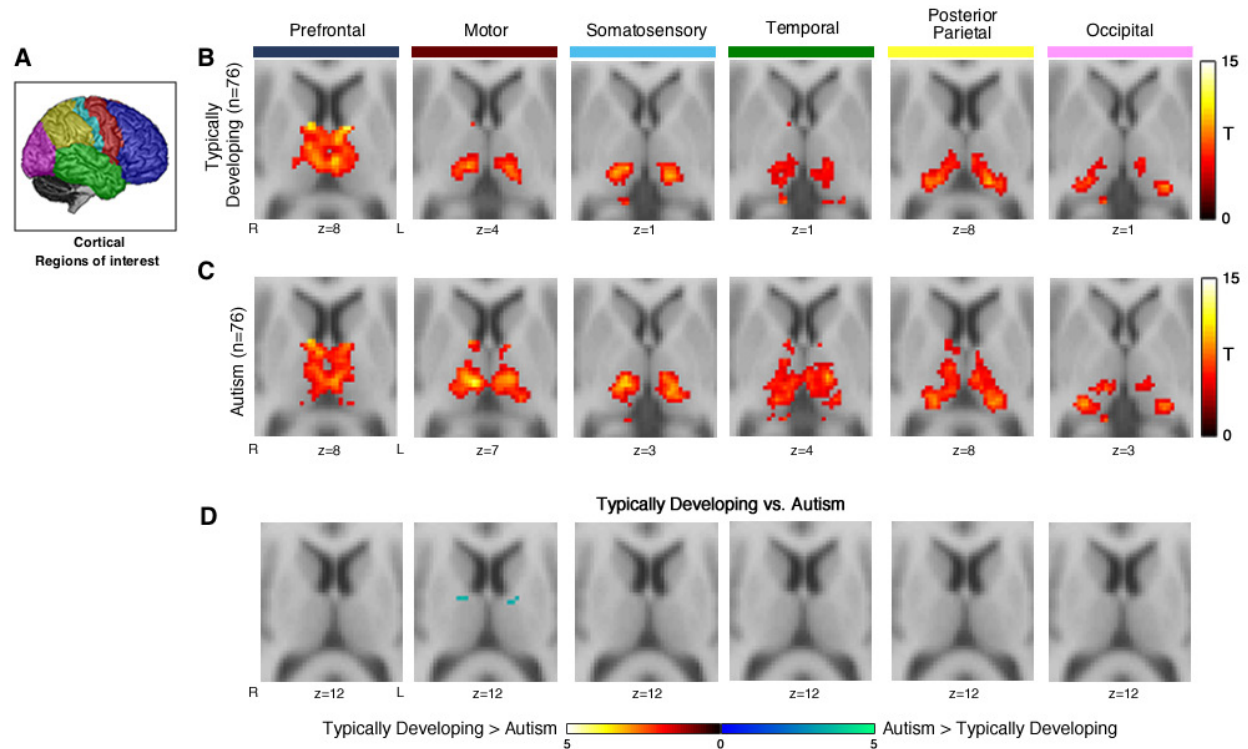 Prefrontal Motor Somatosensory Temporal Posterior Parietal Occipital
A
Cortical
Regions of interest
B
Typically
Developing (n=76)
R z=8 L z=4 z=1 z=1 z=8 z=1
15
T
0
C
Autism (n=76)
R z=8 L z=7 z=3 z=4 z=8 z=3
15
T
0
D
Typically Developing vs. Autism
R z=12 L z=12 z=12 z=12 z=12 z=12
Typically Developing > Autism 5 0 5 Autism > Typically Developing